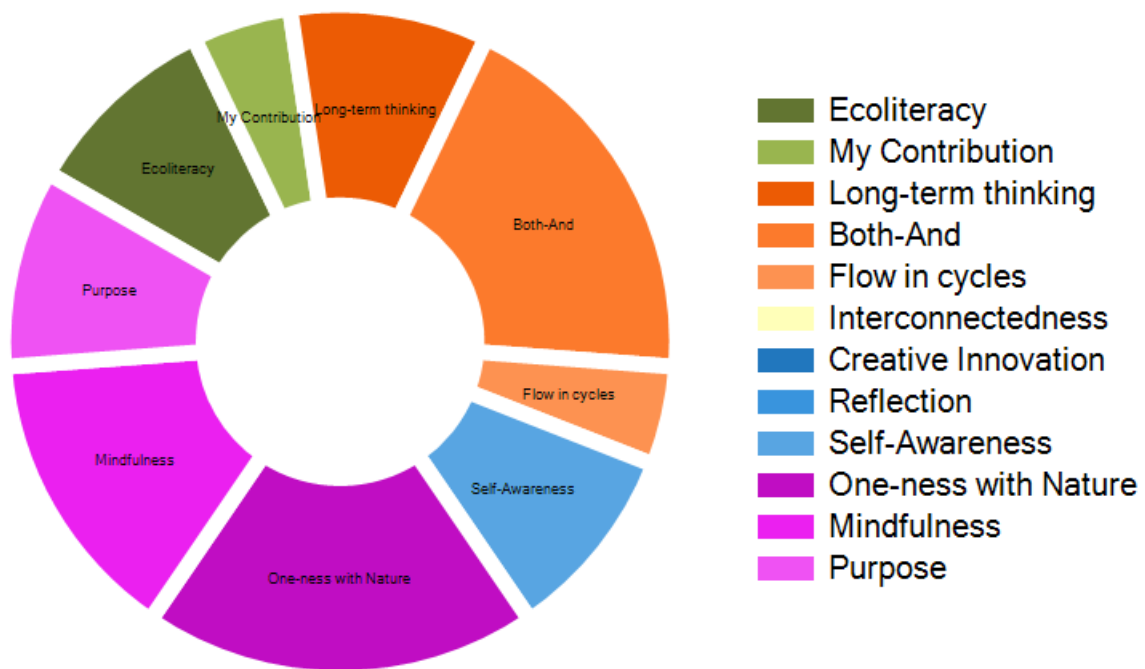 My Contribution
Long-term thinking
Ecoliteracy
Both-And
Purpose
Flow in cycles
Mindfulness
Self-Awareness
One-ness with Nature
Ecoliteracy
My Contribution
Long-term thinking
Both-And
Flow in cycles
Interconnectedness
Creative Innovation
Reflection
Self-Awareness
One-ness with Nature
Mindfulness
Purpose